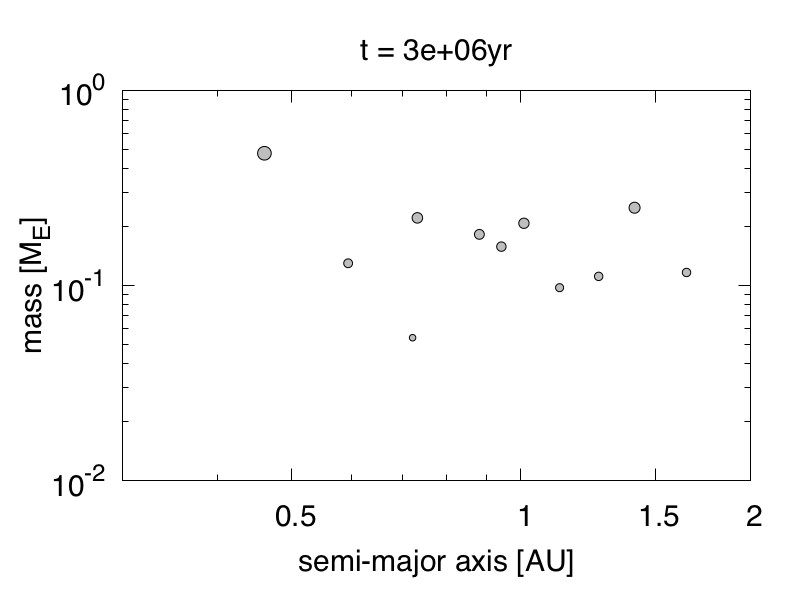 t = 3e+06yr
10^0
10^-1
10^-2
mass [M_E]
0.5 1 1.5 2
semi-major axis [AU]